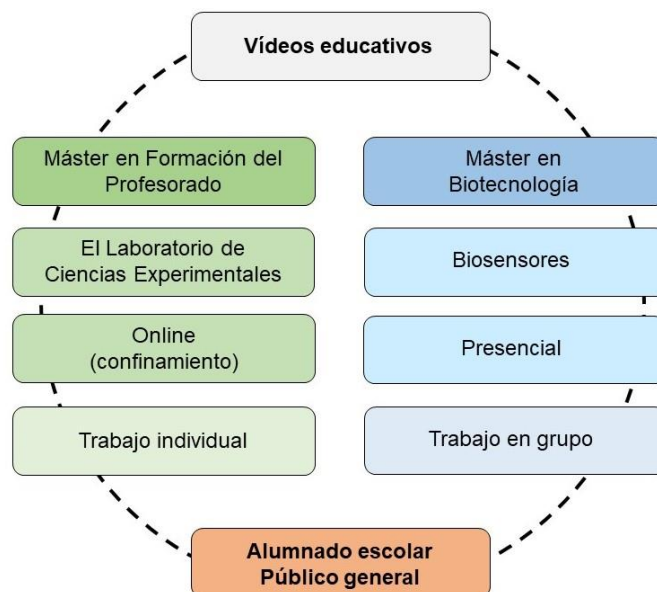 Vídeos educativos
Máster en Formación del
Profesorado
El Laboratorio de
Ciencias Experimentales
Online
(confinamiento)
Trabajo individual
Máster en
Biotecnología
Biosensores
Presencial
Trabajo en grupo
Alumnado escolar
Público general